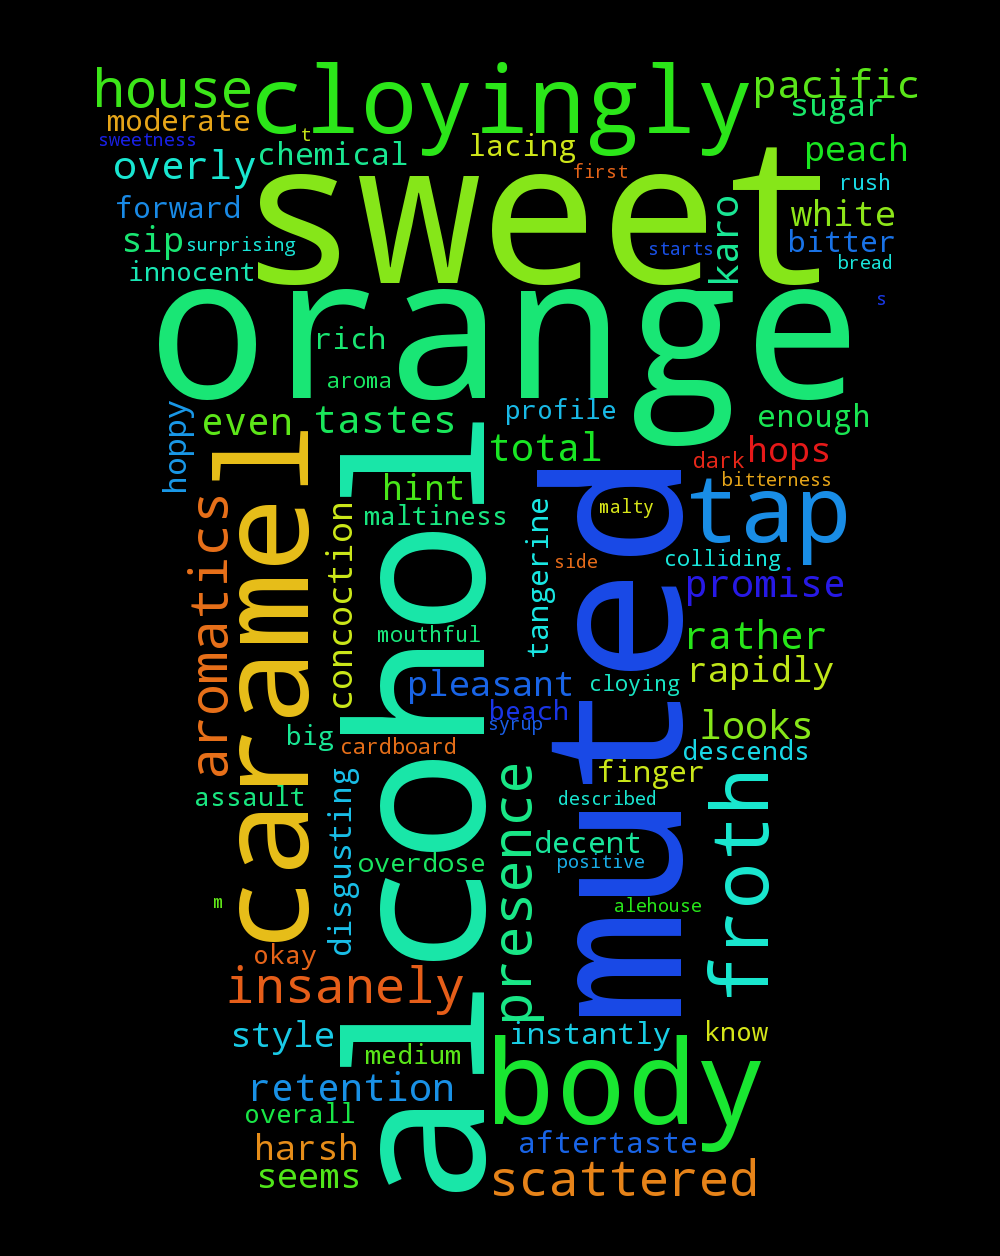 cloyingly
house
pacific
sugar
moderate
sweetness
t
lacing
overly
chemical
first
peach
sweet
rush
forward
karo
white
sip
surprising
starts
bitter
innocent
bread
orange
s
rich
aroma
hoppy
even
tastes
profile
enough
total
hops
dark
caramel
alcohol
muted
bitterness
hint
tap
aromatics
concoction
maltiness
tangerine
malty
side
colliding
promise
mouthful
rather
pleasant
cloying
rapidly
beach
syrup
big
cardboard
looks
descends
assault
disgusting
presence
finger
froth
described
decent
overdose
positive
m
alehouse
okay
insanely
style
instantly
know
medium
body
retention
overall
harsh
aftertaste
seems
scattered